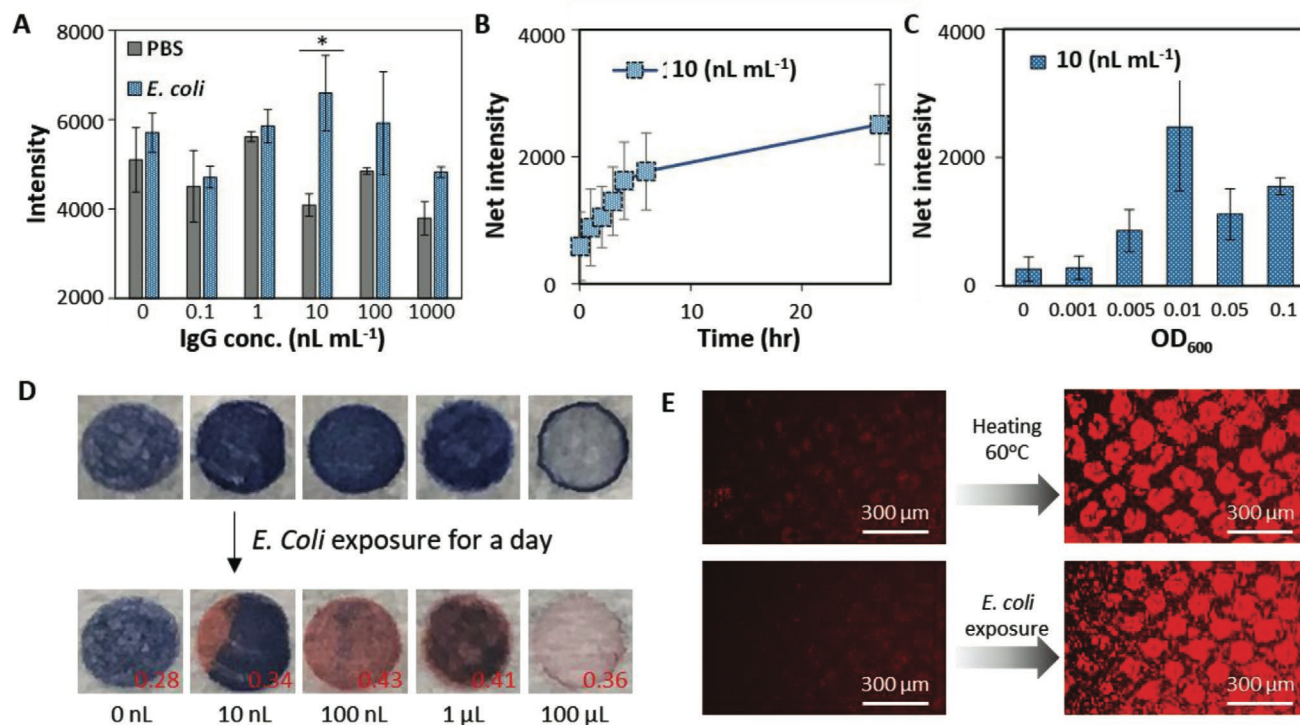 A
8000
6000
4000
2000
Intensity
PBS
E. coli
*
0 0.1 1 10 100 1000
IgG conc. (nL mL⁻¹)
B
4000
2000
0
Net intensity
10 (nL mL⁻¹)
0 10 20
Time (hr)
C
4000
2000
0
Net intensity
10 (nL mL⁻¹)
0 0.001 0.005 0.01 0.05 0.1
OD₆₀₀
D
E. Coli exposure for a day
0.28 0.34 0.43 0.41 0.36
0 nL 10 nL 100 nL 1 µL 100 µL
E
300 µm
Heating
60ºC
300 µm
300 µm
E. coli
exposure
300 µm